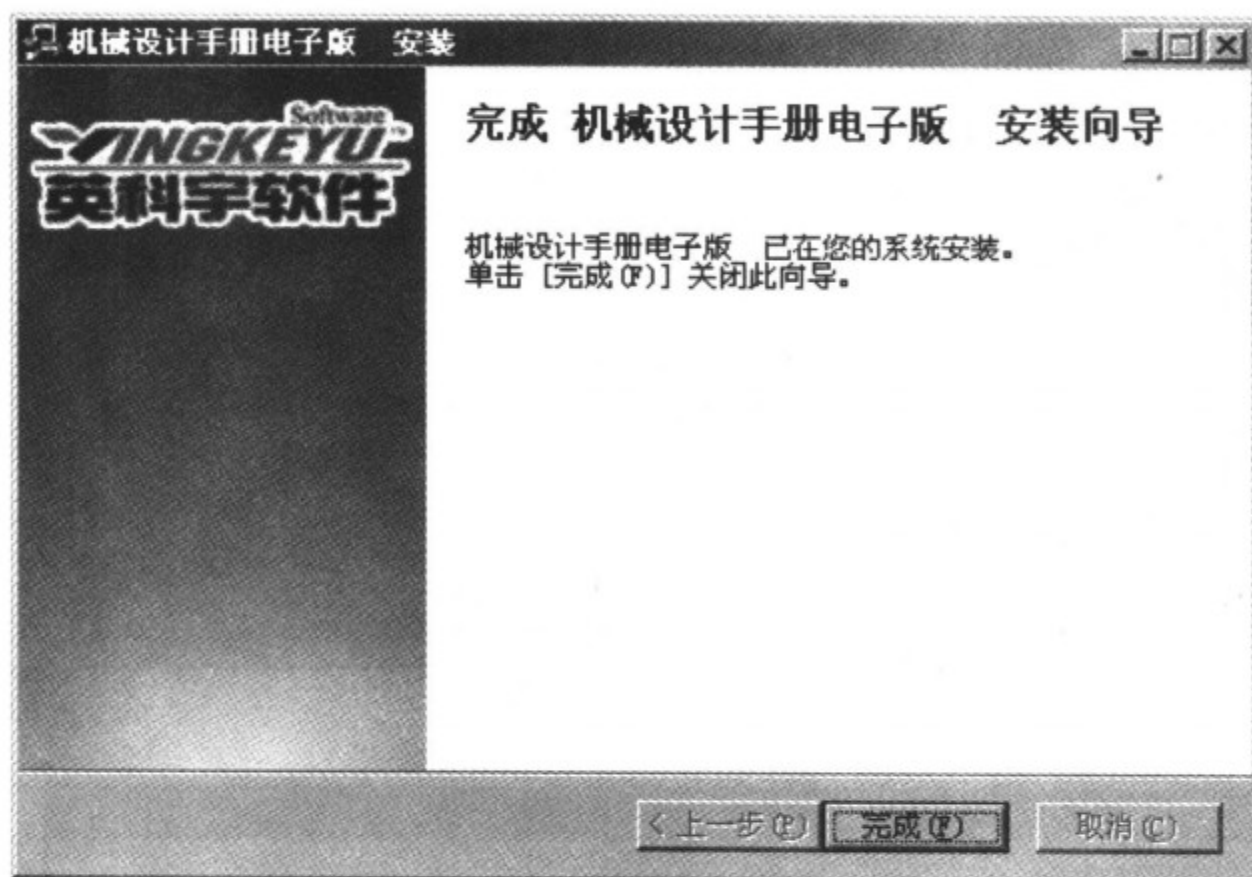 机械设计手册电子版 安装
Software
YINGKEYU
英科宇软件
完成 机械设计手册电子版 安装向导
机械设计手册电子版 已在您的系统安装。
单击 [完成(F)] 关闭此向导。
< 上一步(P) 完成(F) 取消(C)